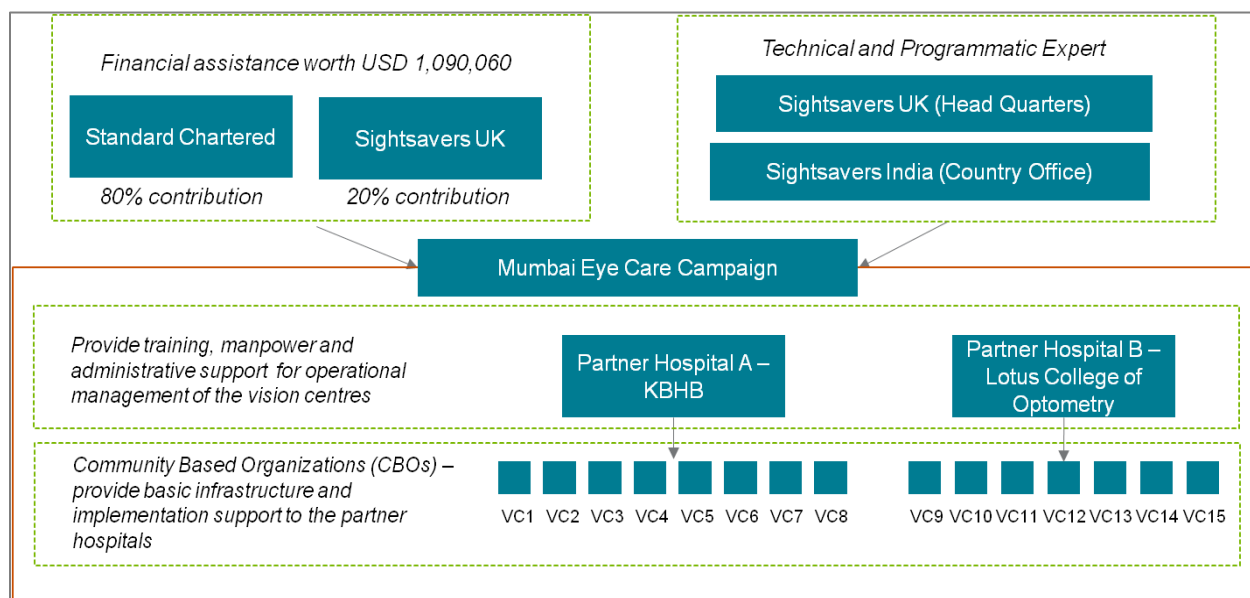 Financial assistance worth USD 1,090,060
Standard Chartered
Sightsavers UK
80% contribution
20% contribution
Technical and Programmatic Expert
Sightsavers UK (Head Quarters)
Sightsavers India (Country Office)
Mumbai Eye Care Campaign
Provide training, manpower and
administrative support for operational
management of the vision centres
Partner Hospital A –
KBHB
Partner Hospital B –
Lotus College of
Optometry
Community Based Organizations (CBOs) –
provide basic infrastructure and
implementation support to the partner
hospitals
VC1 VC2 VC3 VC4 VC5 VC6 VC7 VC8
VC9 VC10 VC11 VC12 VC13 VC14 VC15